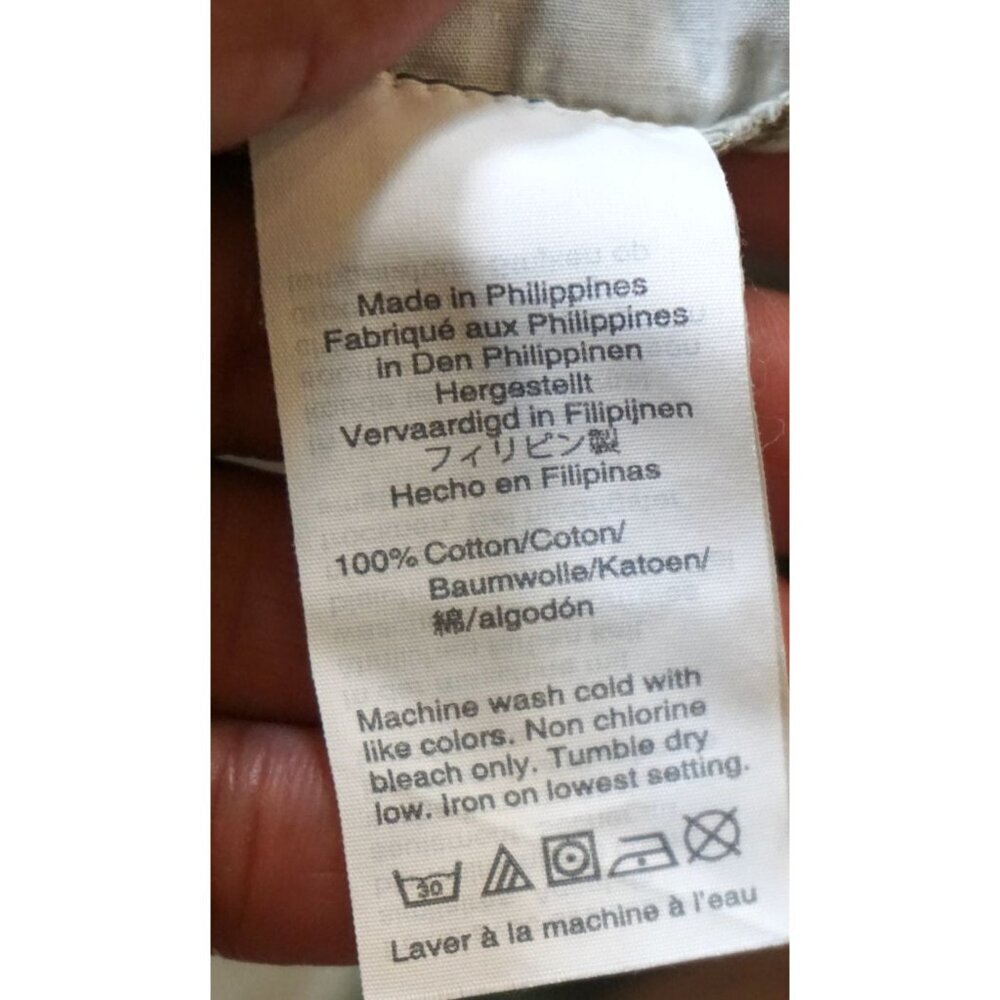 Made in Philippines
Fabriqué aux Philippines
in Den Philippinen
Hergestellt
Vervaardigd in Filipijnen
フィリピン製
Hecho en Filipinas
100% Cotton/Coton/
Baumwolle/Katoen/
綿/algodón
Machine wash cold with
like colors. Non chlorine
bleach only. Tumble dry
low. Iron on lowest setting.
30
Laver à la machine à l'eau